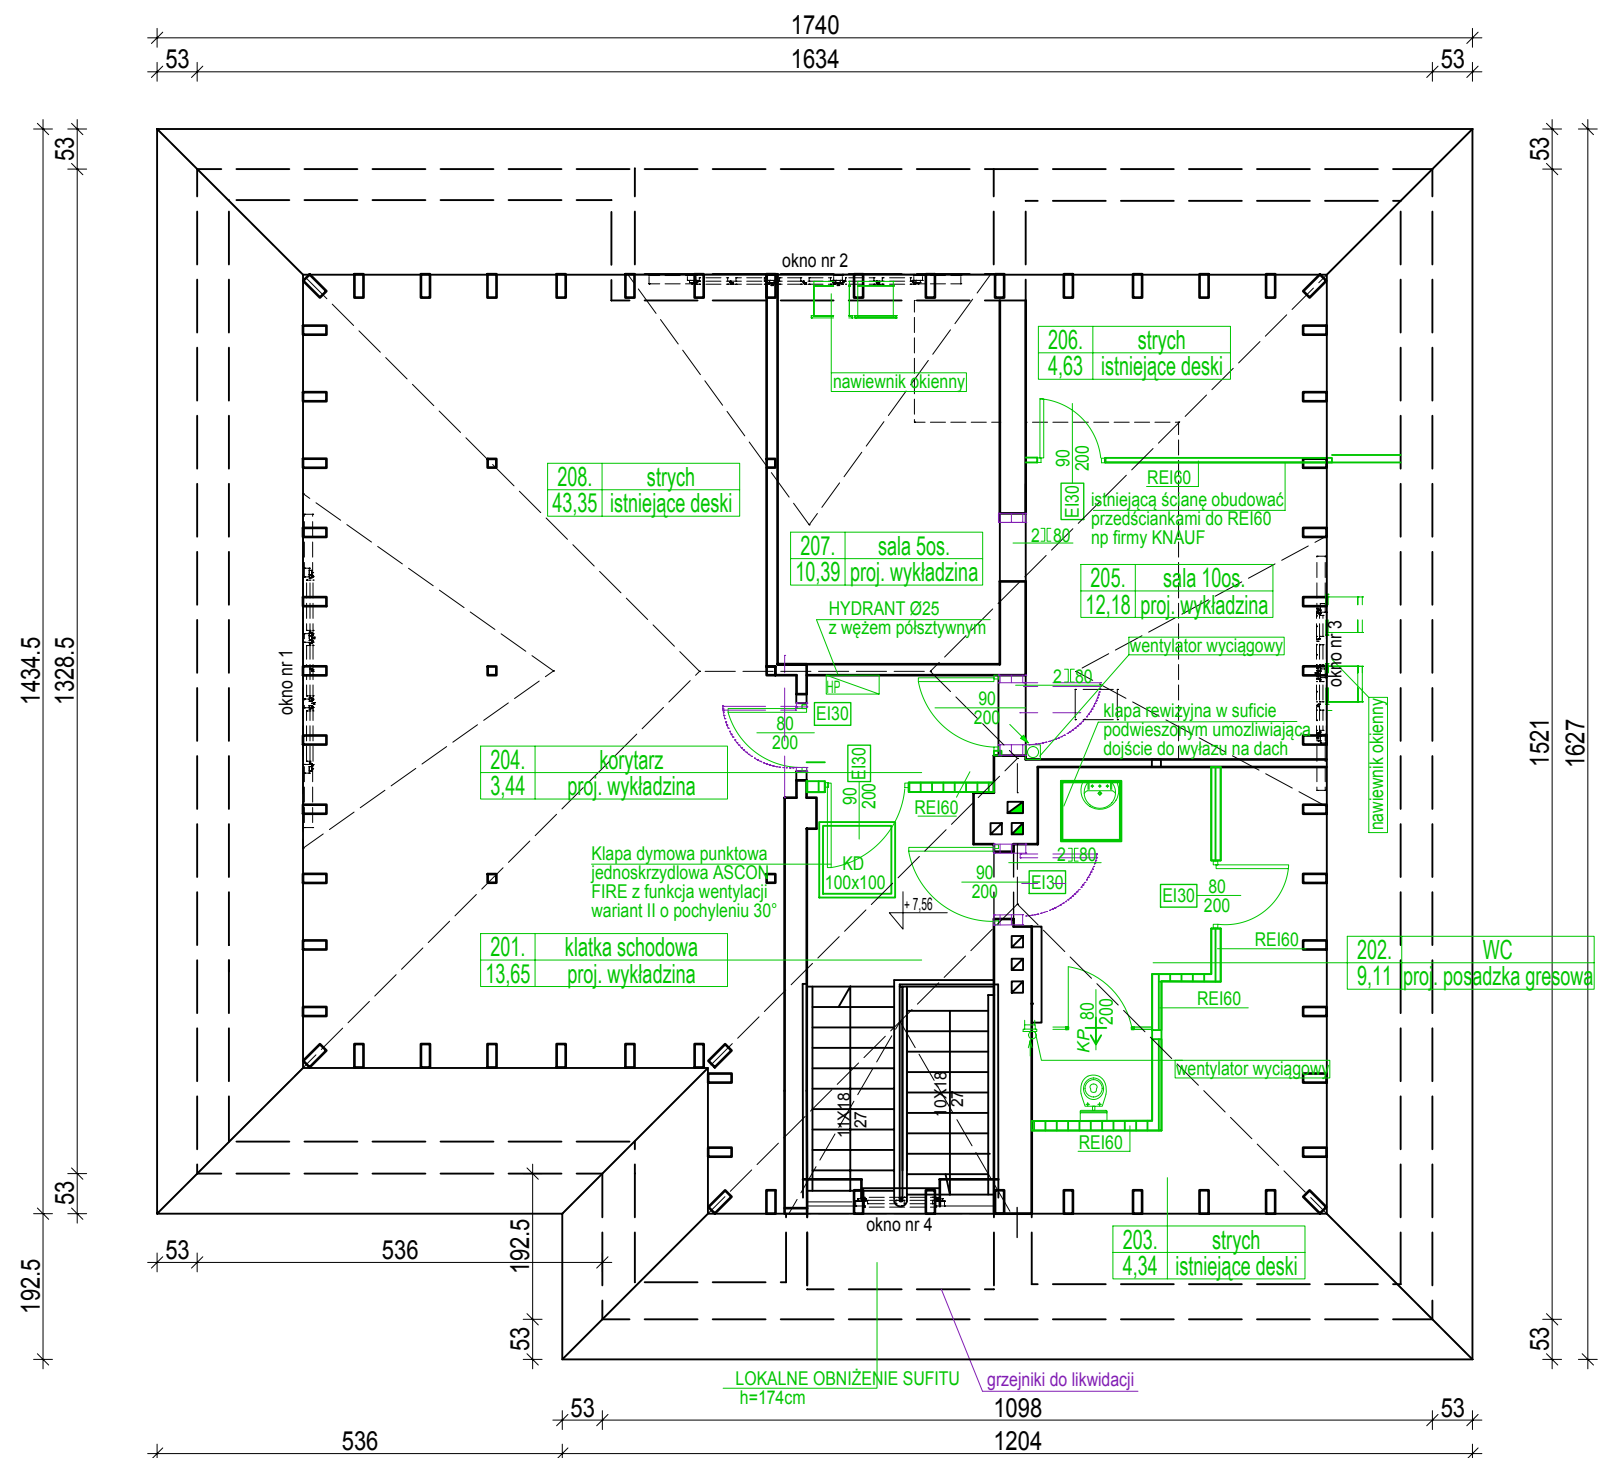 1740
53
1634
53
1434.5
1328.5
53
53
192.5
53
1521
1627
53
okno nr 2
nawiewnik okienny
206. strych
4,63 istniejące deski
90
200
EI30
REI60
istniejąca ścianę obudować
przedściankami do REI60
np firmy KNAUF
208. strych
43,35 istniejące deski
207. sala 5os.
10,39 proj. wykładzina
2][80
205. sala 10os.
12,18 proj. wykładzina
HYDRANT Ø25
z wężem półsztywnym
wentylator wyciągowy
okno nr 1
okno nr 3
HP
2][80
90
200
EI30
80
200
klapa rewizyjna w suficie
podwieszonym umozliwiająca
dojście do wyłazu na dach
nawiewnik okienny
204. korytarz
3,44 proj. wykładzina
EI30
90
200
REI60
Klapa dymowa punktowa
jednoskrzydlowa ASCON
FIRE z funkcja wentylacji
wariant II o pochyleniu 30°
KD
100x100
2][80
90
200
EI30
EI30
80
200
+ 7,56
201. klatka schodowa
13,65 proj. wykładzina
REI60
202. WC
9,11 proj. posadzka gresowa
REI60
80
200
KP
wentylator wyciągowy
11X18
27
10X18
27
REI60
okno nr 4
203. strych
4,34 istniejące deski
53
536
192.5
53
LOKALNE OBNIŻENIE SUFITU
h=174cm
grzejniki do likwidacji
53
1098
53
536
1204